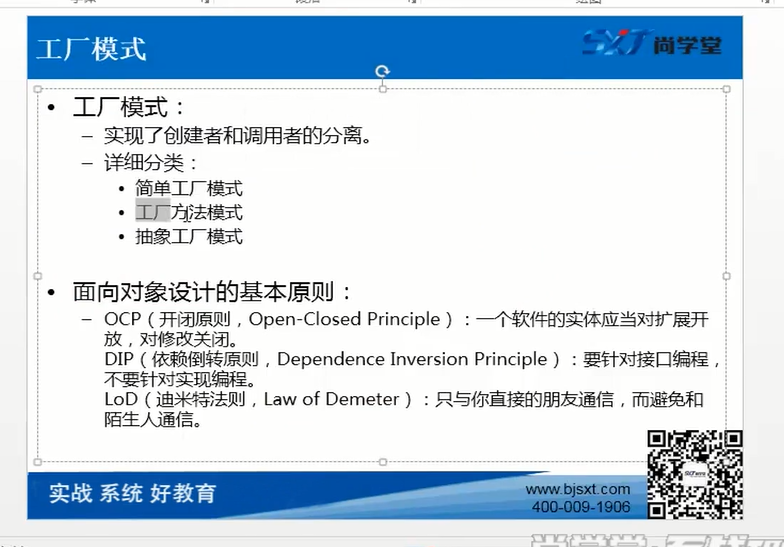 工厂模式
SXT 尚学堂
• 工厂模式：
– 实现了创建者和调用者的分离。
– 详细分类：
• 简单工厂模式
• 工厂方法模式
• 抽象工厂模式
• 面向对象设计的基本原则：
– OCP（开闭原则，Open-Closed Principle）：一个软件的实体应当对扩展开
放，对修改关闭。
DIP（依赖倒转原则，Dependence Inversion Principle）：要针对接口编程，
不要针对实现编程。
LoD（迪米特法则，Law of Demeter）：只与你直接的朋友通信，而避免和
陌生人通信。
实战 系统 好教育
www.bjsxt.com
400-009-1906